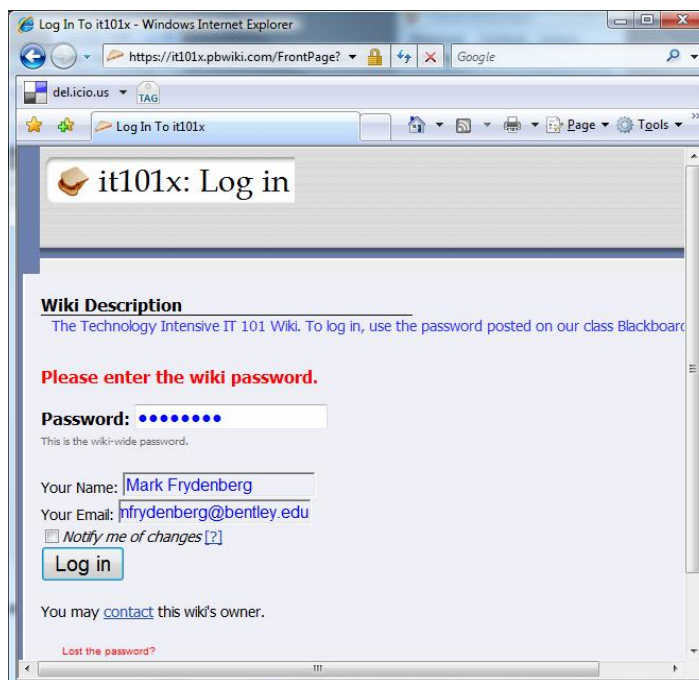 Log In To it101x - Windows Internet Explorer
https://it101x.pbwiki.com/FrontPage?
Google
del.icio.us
TAG
Log In To it101x
Page
Tools
it101x: Log in
Wiki Description
The Technology Intensive IT 101 Wiki. To log in, use the password posted on our class Blackboard
Please enter the wiki password.
Password: ●●●●●●●●
This is the wiki-wide password.
Your Name: Mark Frydenberg
Your Email: mfrydenberg@bentley.edu
Notify me of changes [?]
Log in
You may contact this wiki's owner.
Lost the password?